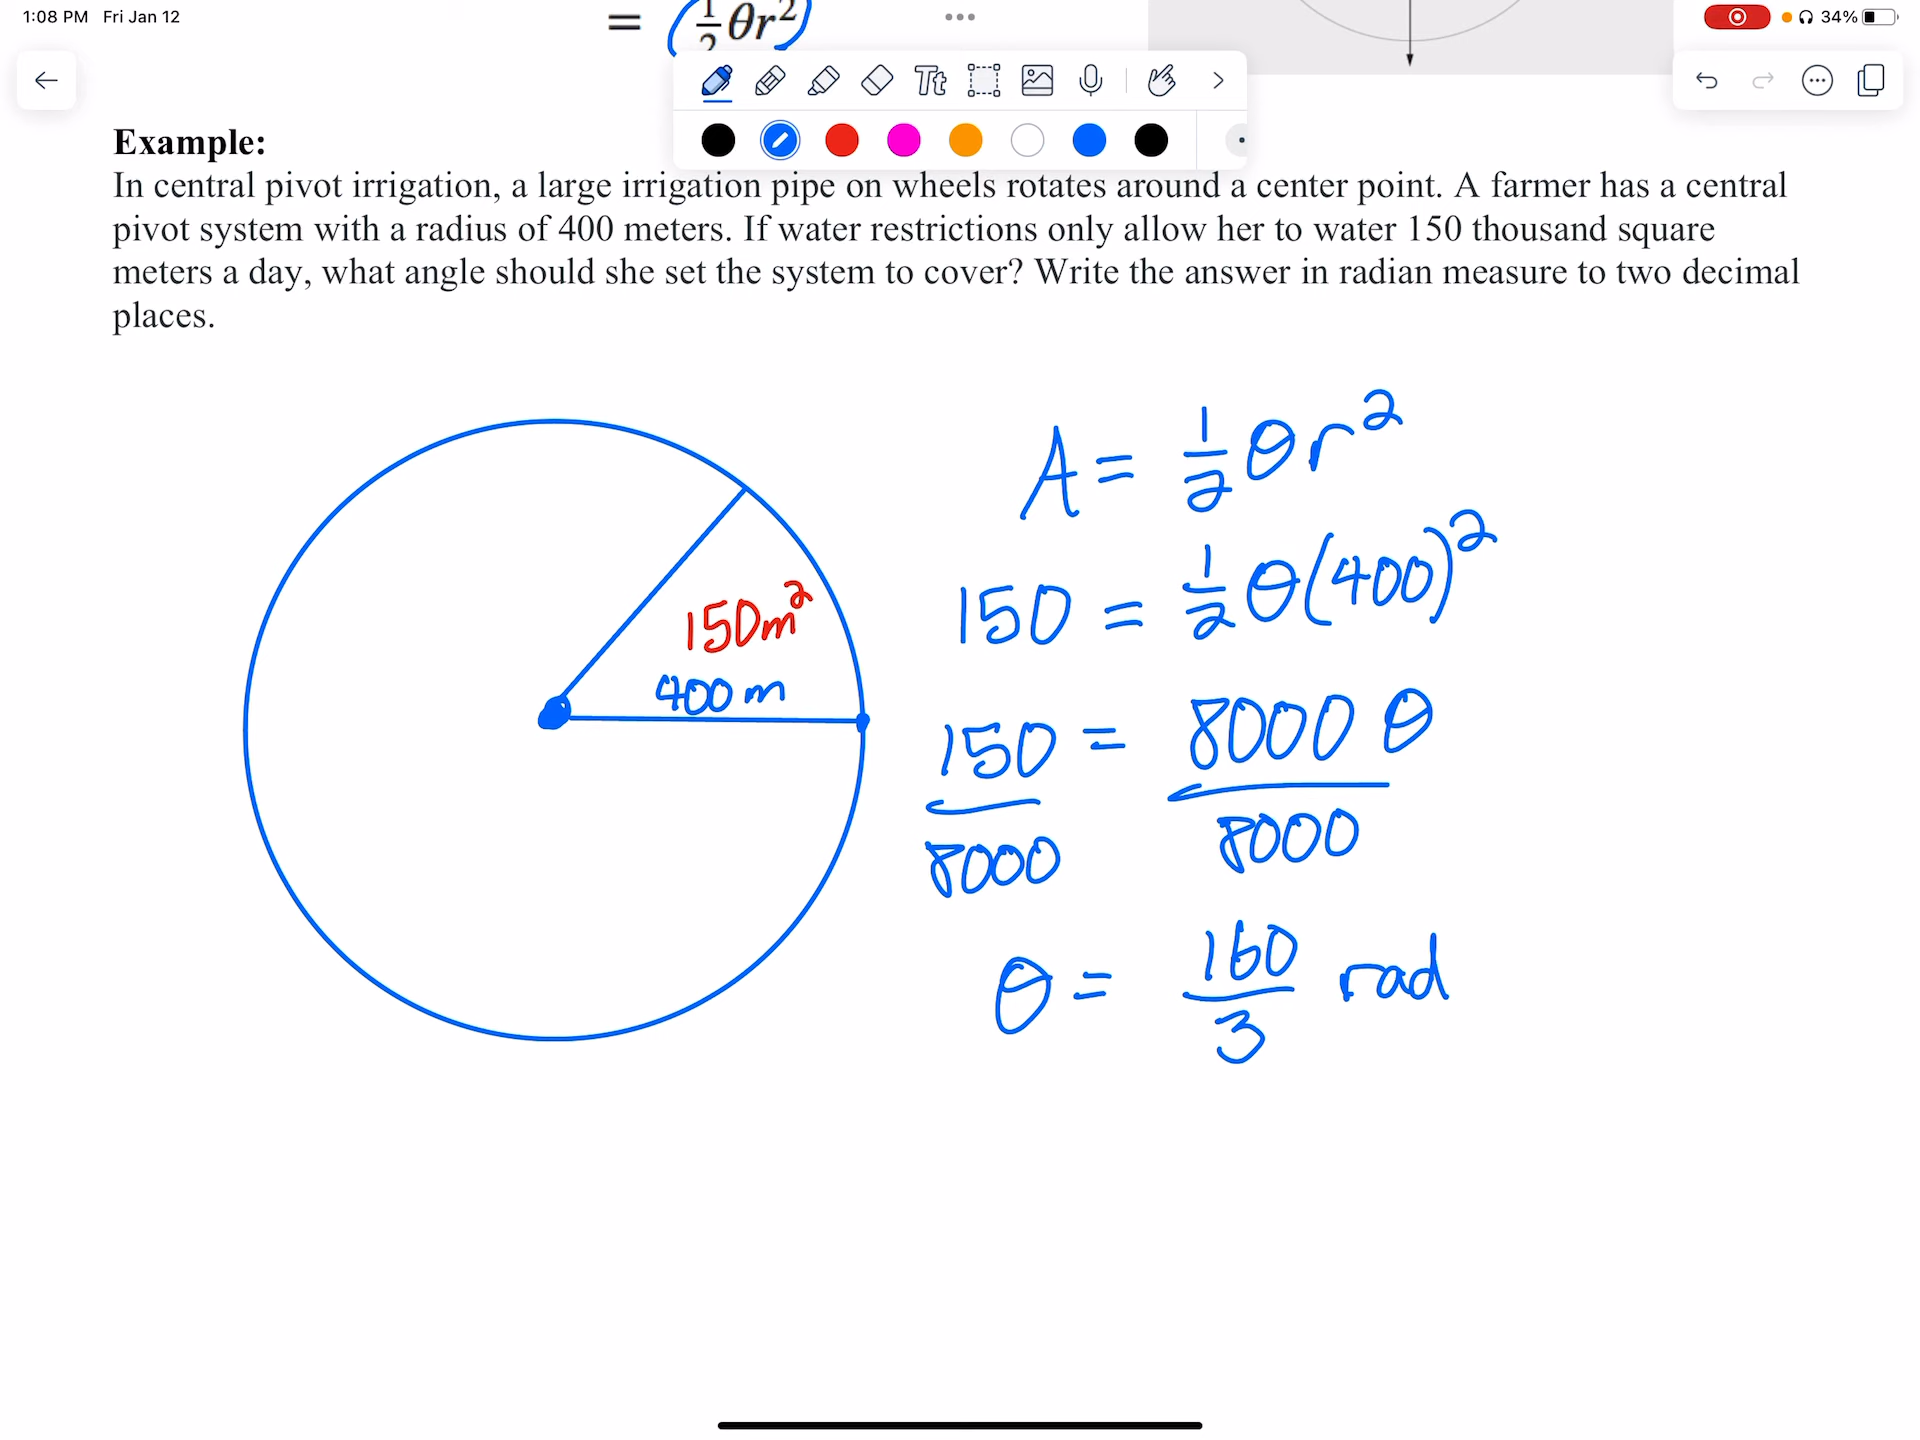 1:08 PM Fri Jan 12
34%
= ½θr²
Tt
Example:
In central pivot irrigation, a large irrigation pipe on wheels rotates around a center point. A farmer has a central
pivot system with a radius of 400 meters. If water restrictions only allow her to water 150 thousand square
meters a day, what angle should she set the system to cover? Write the answer in radian measure to two decimal
places.
150m²
400 m
A = ½θr²
150 = ½θ(400)²
150 = 8000 θ
8000 8000
θ = 160/3 rad